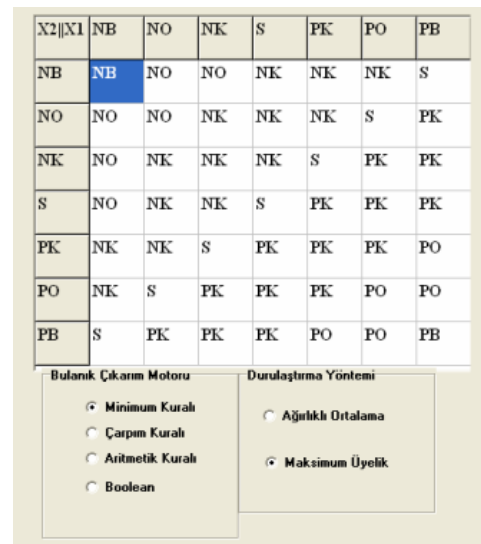 X2||X1 NB NO NK S PK PO PB
NB NB NO NO NK NK NK S
NO NO NO NK NK NK S PK
NK NO NK NK NK S PK PK
S NO NK NK S PK PK PK
PK NK NK S PK PK PK PO
PO NK S PK PK PK PO PO
PB S PK PK PK PO PO PB
Bulanık Çıkarım Motoru
Minimum Kuralı
Çarpım Kuralı
Aritmetik Kuralı
Boolean
Durulaştırma Yöntemi
Ağırlıklı Ortalama
Maksimum Üyelik